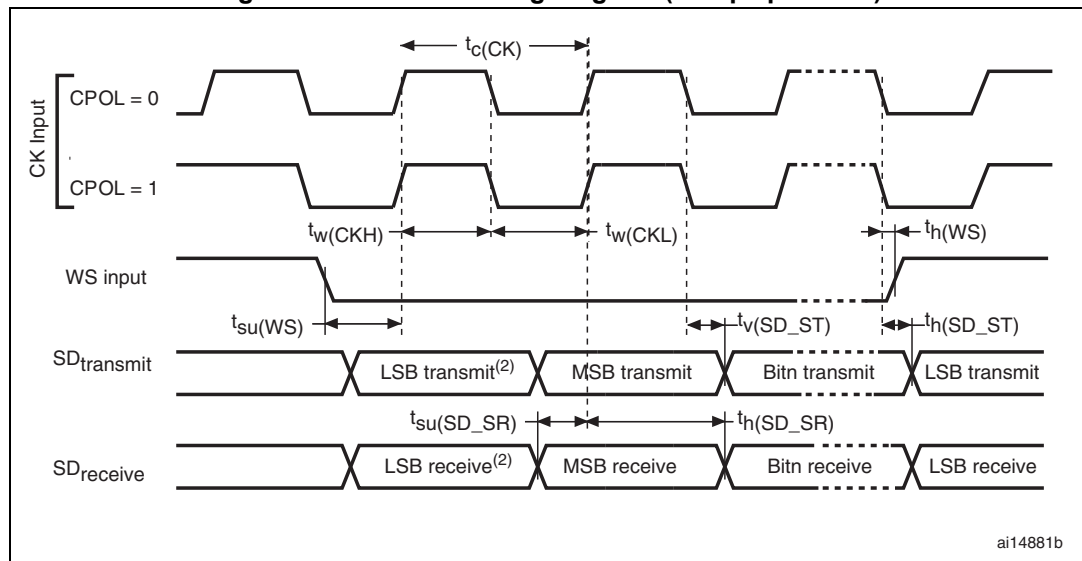 tc(CK)
CPOL = 0
CK Input
CPOL = 1
tw(CKH)
tw(CKL)
th(WS)
WS input
tsu(WS)
tv(SD_ST)
th(SD_ST)
SDtransmit
LSB transmit(2)
MSB transmit
Bitn transmit
LSB transmit
tsu(SD_SR)
th(SD_SR)
SDreceive
LSB receive(2)
MSB receive
Bitn receive
LSB receive
ai14881b